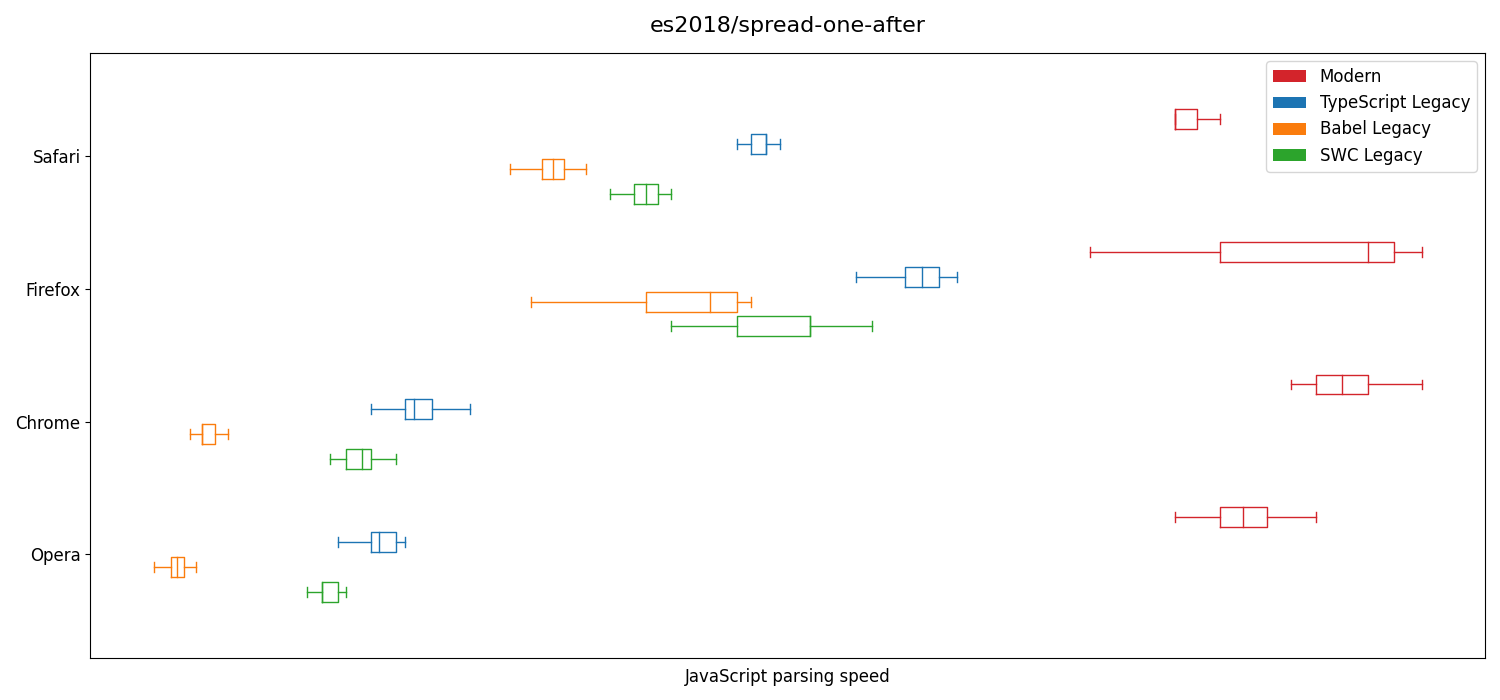 es2018/spread-one-after
Modern
TypeScript Legacy
Babel Legacy
SWC Legacy
Safari
Firefox
Chrome
Opera
JavaScript parsing speed